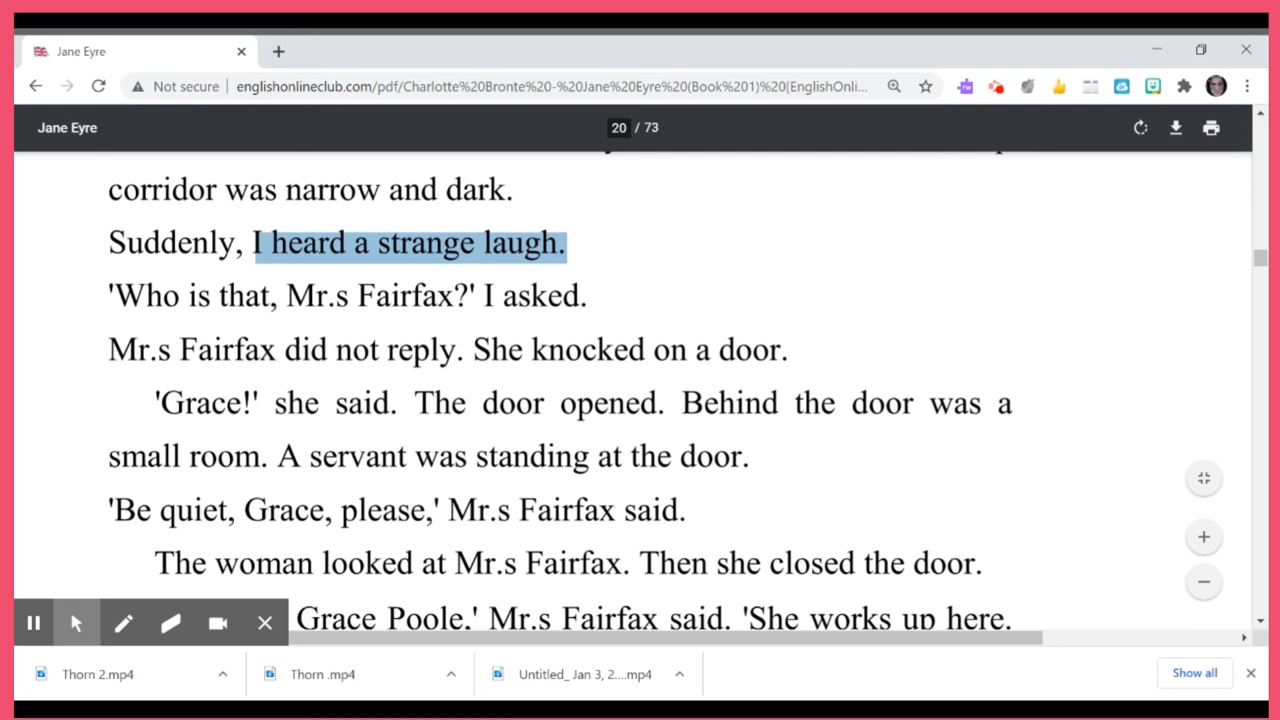 Jane Eyre
Not secure
englishonlineclub.com/pdf/Charlotte%20Bronte%20-%20Jane%20Eyre%20(Book%201)%20[EnglishOnli...
Jane Eyre
20 / 73
corridor was narrow and dark.
Suddenly, I heard a strange laugh.
'Who is that, Mr.s Fairfax?' I asked.
Mr.s Fairfax did not reply. She knocked on a door.
'Grace!' she said. The door opened. Behind the door was a
small room. A servant was standing at the door.
'Be quiet, Grace, please,' Mr.s Fairfax said.
The woman looked at Mr.s Fairfax. Then she closed the door.
Grace Poole,' Mr.s Fairfax said. 'She works up here.
Thorn 2.mp4
Thorn .mp4
Untitled_ Jan 3, 2....mp4
Show all